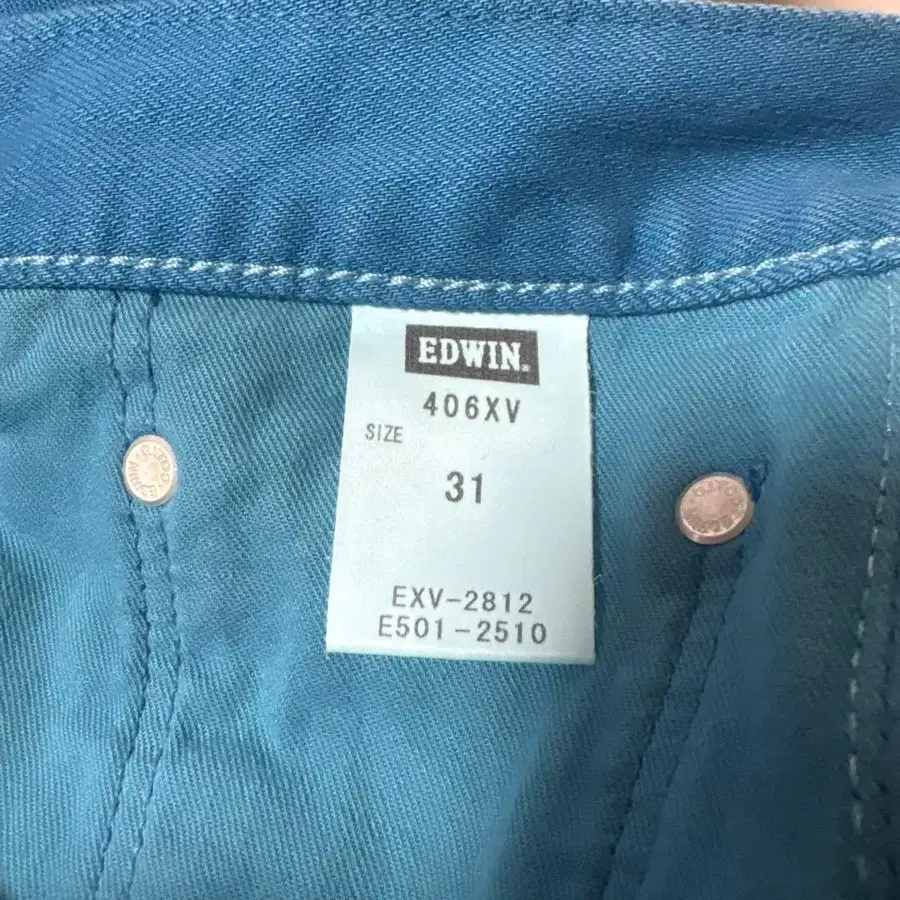 EDWIN.
406XV
SIZE
31
EXV-2812
E501-2510